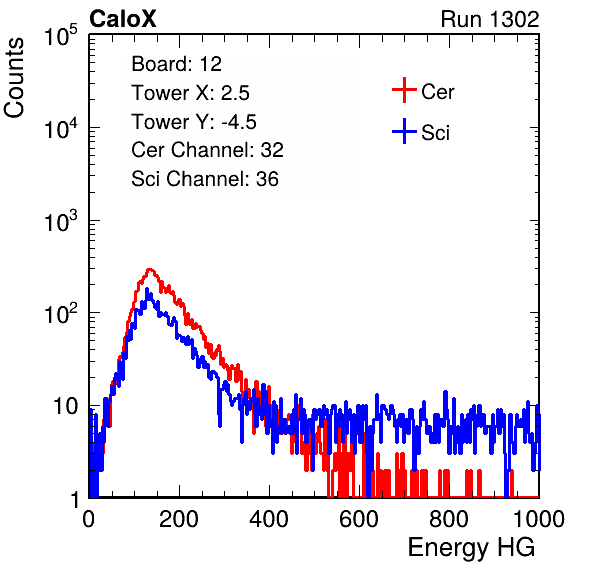 CaloX Run 1302
Counts
10^5
10^4
10^3
10^2
10
1
Board: 12
Tower X: 2.5
Tower Y: -4.5
Cer Channel: 32
Sci Channel: 36
Cer
Sci
0 200 400 600 800 1000
Energy HG